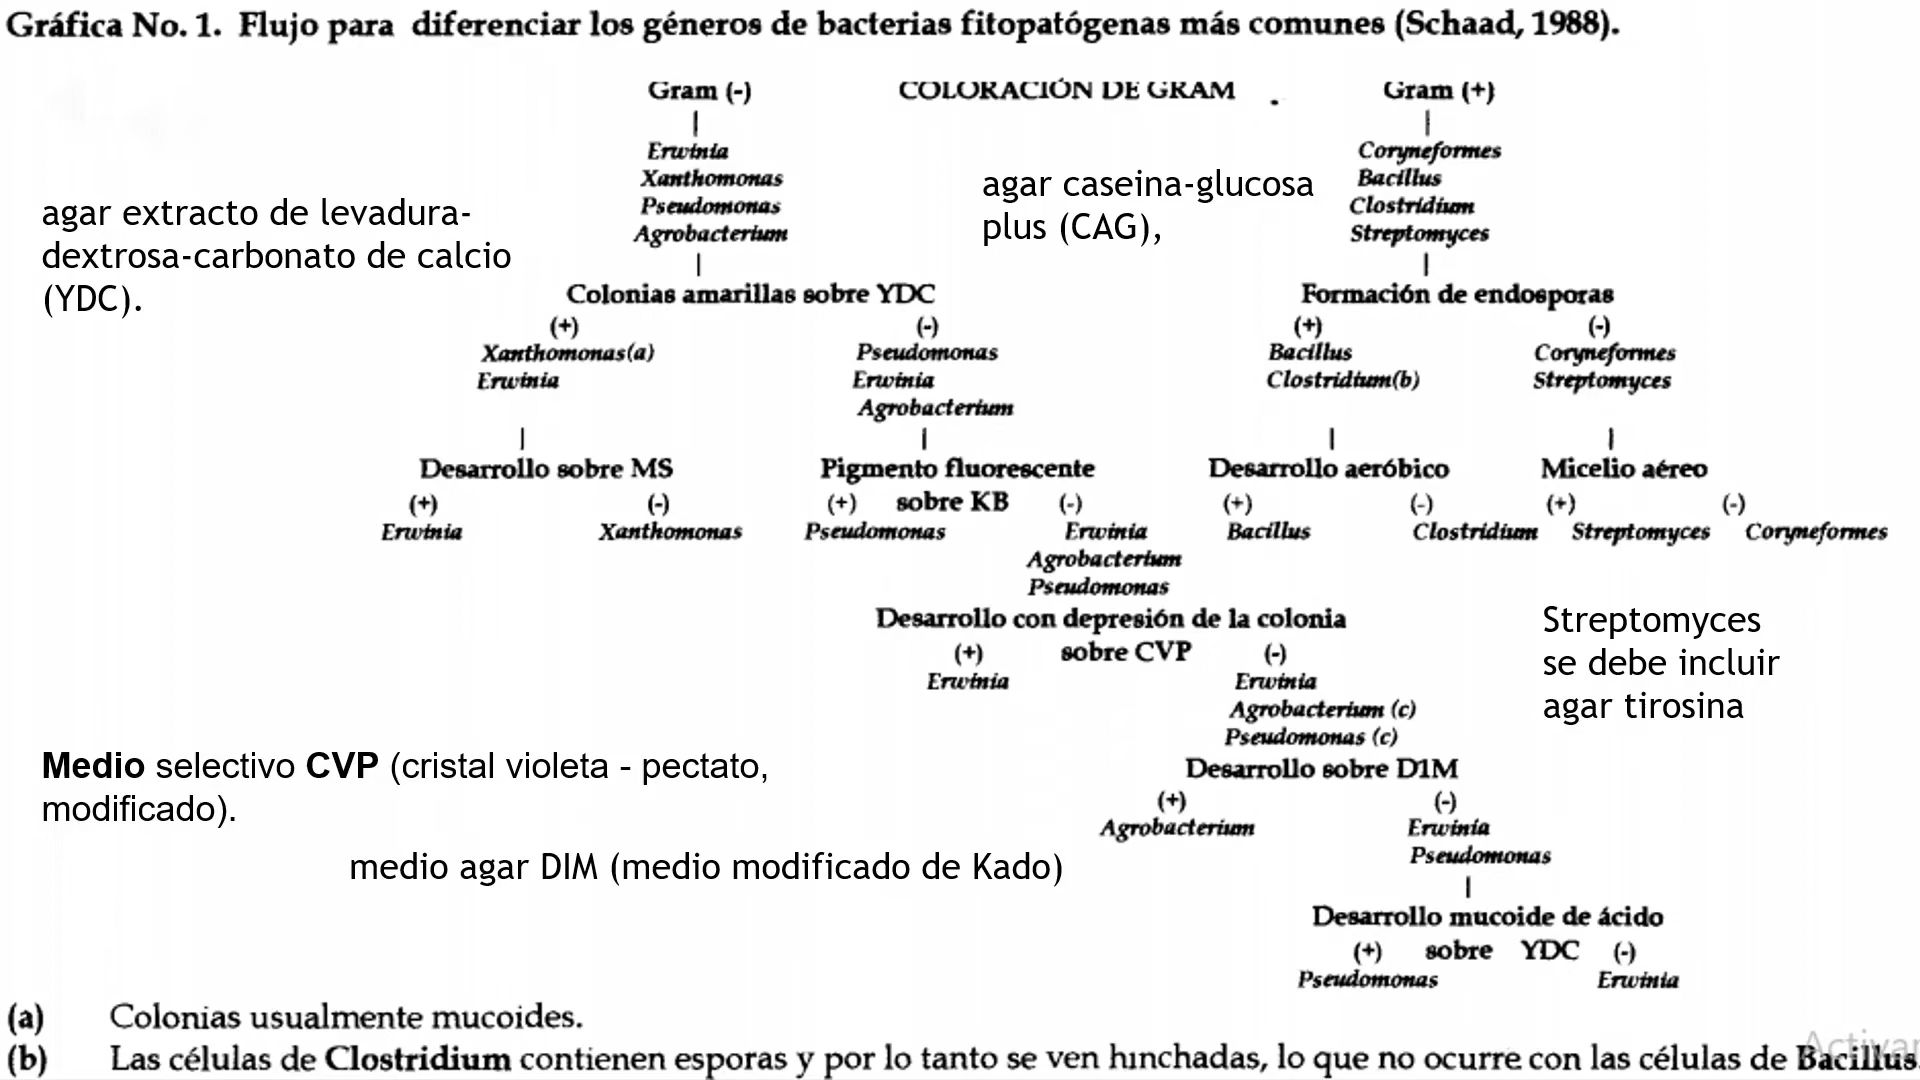 Gráfica No. 1. Flujo para diferenciar los géneros de bacterias fitopatógenas más comunes (Schaad, 1988).
Gram (-) COLORACIÓN DE GRAM Gram (+)
Erwinia
Xanthomonas
Pseudomonas
Agrobacterium
Coryneformes
Bacillus
Clostridium
Streptomyces
agar extracto de levadura-
dextrosa-carbonato de calcio
(YDC).
agar caseina-glucosa
plus (CAG),
Colonias amarillas sobre YDC
(+) (-)
Xanthomonas(a)
Erwinia
Pseudomonas
Erwinia
Agrobacterium
Formación de endosporas
(+) (-)
Bacillus
Clostridium(b)
Coryneformes
Streptomyces
Desarrollo sobre MS
(+) (-)
Erwinia Xanthomonas
Pigmento fluorescente
(+) sobre KB (-)
Pseudomonas Erwinia
Agrobacterium
Pseudomonas
Desarrollo aeróbico
(+) (-)
Bacillus Clostridium
Micelio aéreo
(+) (-)
Streptomyces Coryneformes
Desarrollo con depresión de la colonia
(+) sobre CVP (-)
Erwinia Erwinia
Agrobacterium (c)
Pseudomonas (c)
Streptomyces
se debe incluir
agar tirosina
Desarrollo sobre D1M
(+) (-)
Agrobacterium Erwinia
Pseudomonas
Medio selectivo CVP (cristal violeta - pectato,
modificado).
medio agar DIM (medio modificado de Kado)
Desarrollo mucoide de ácido
(+) sobre YDC (-)
Pseudomonas Erwinia
(a) Colonias usualmente mucoides.
(b) Las células de Clostridium contienen esporas y por lo tanto se ven hinchadas, lo que no ocurre con las células de Bacillus